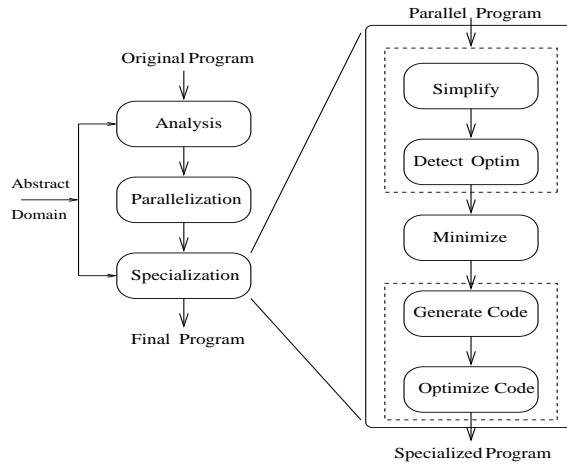 Original Program
Analysis
Abstract
Domain
Parallelization
Specialization
Final Program
Parallel Program
Simplify
Detect Optim
Minimize
Generate Code
Optimize Code
Specialized Program